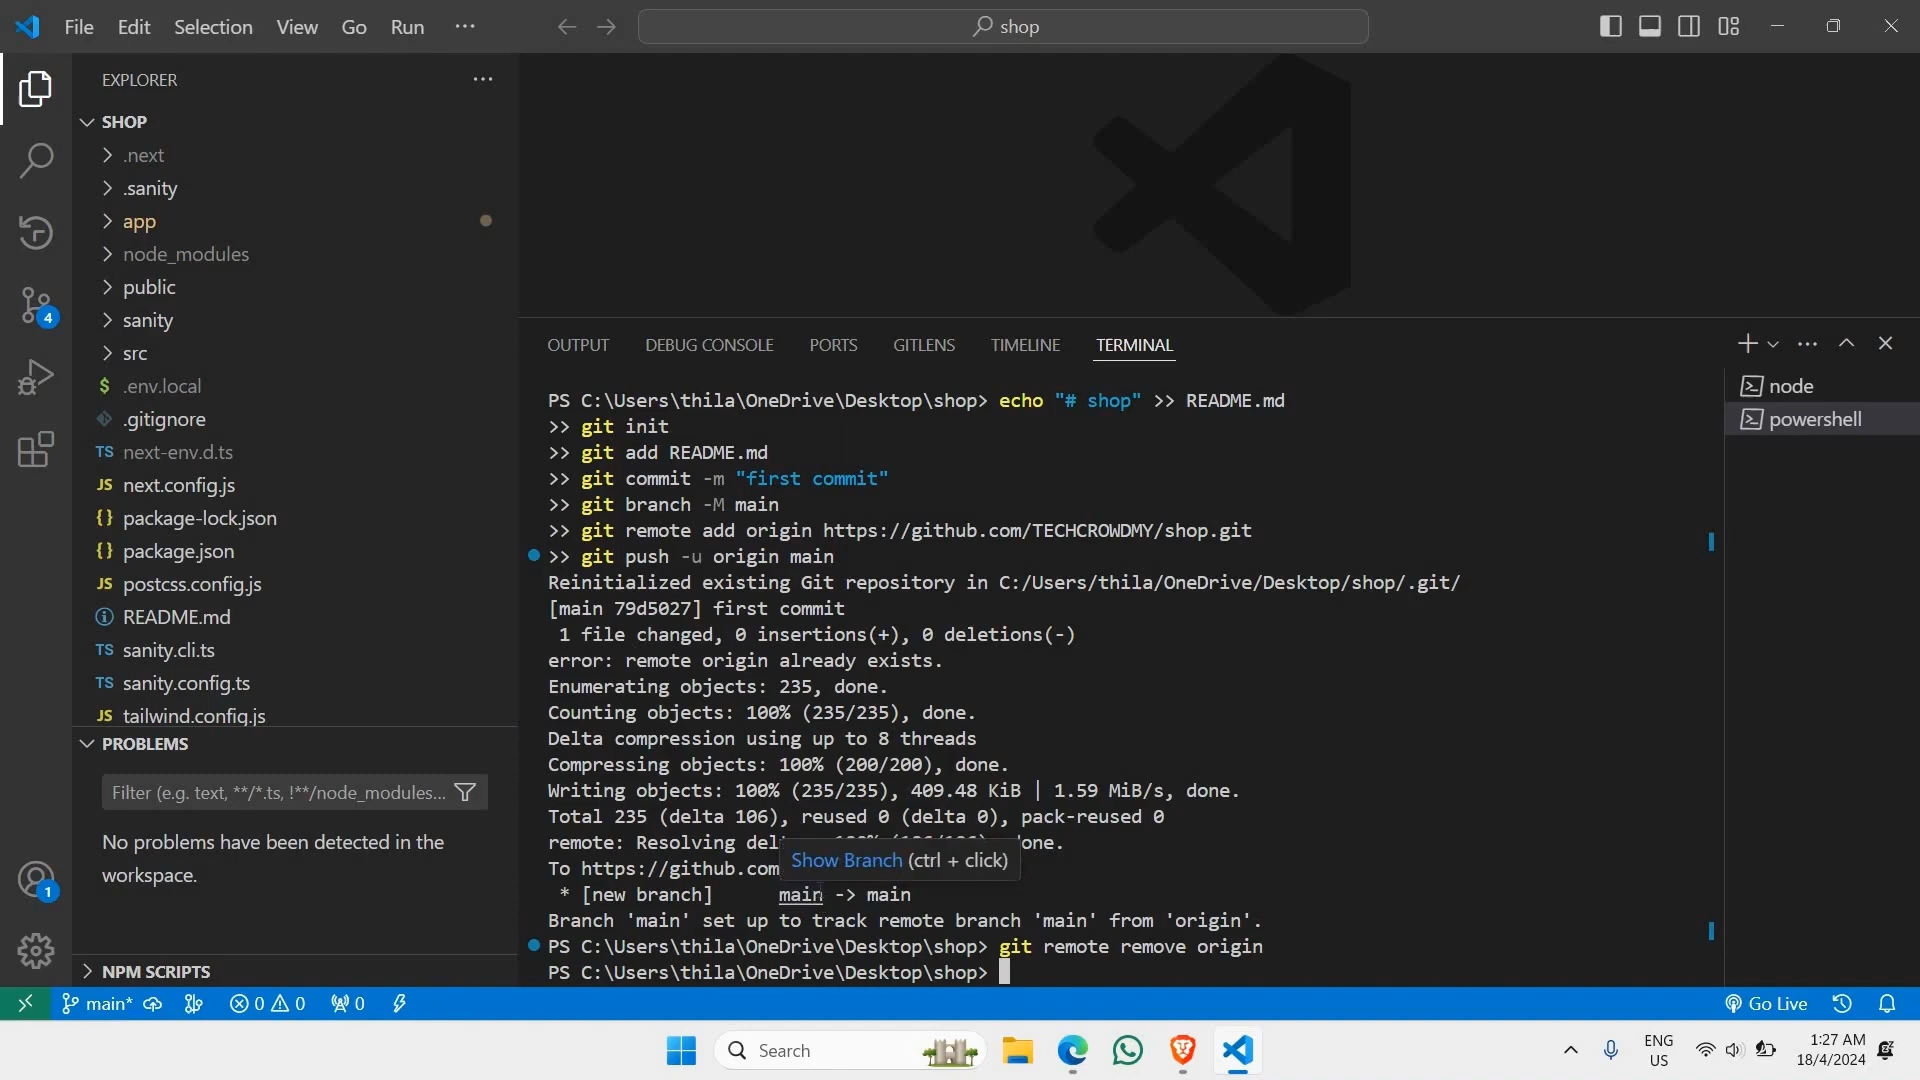 File Edit Selection View Go Run ···
shop
EXPLORER
SHOP
.next
.sanity
app
node_modules
public
sanity
src
$ .env.local
.gitignore
TS next-env.d.ts
JS next.config.js
{} package-lock.json
{} package.json
JS postcss.config.js
README.md
TS sanity.cli.ts
TS sanity.config.ts
JS tailwind.config.js
4
1
PROBLEMS
Filter (e.g. text, **/*.ts, !**/node_modules...
No problems have been detected in the
workspace.
NPM SCRIPTS
OUTPUT DEBUG CONSOLE PORTS GITLENS TIMELINE TERMINAL
node
powershell
PS C:\Users\thila\OneDrive\Desktop\shop> echo "# shop" >> README.md
>> git init
>> git add README.md
>> git commit -m "first commit"
>> git branch -M main
>> git remote add origin https://github.com/TECHCROWDMY/shop.git
>> git push -u origin main
Reinitialized existing Git repository in C:/Users/thila/OneDrive/Desktop/shop/.git/
[main 79d5027] first commit
1 file changed, 0 insertions(+), 0 deletions(-)
error: remote origin already exists.
Enumerating objects: 235, done.
Counting objects: 100% (235/235), done.
Delta compression using up to 8 threads
Compressing objects: 100% (200/200), done.
Writing objects: 100% (235/235), 409.48 KiB | 1.59 MiB/s, done.
Total 235 (delta 106), reused 0 (delta 0), pack-reused 0
remote: Resolving del one.
Show Branch (ctrl + click)
To https://github.com
* [new branch] main -> main
Branch 'main' set up to track remote branch 'main' from 'origin'.
PS C:\Users\thila\OneDrive\Desktop\shop> git remote remove origin
PS C:\Users\thila\OneDrive\Desktop\shop>
main* 0 0 0 Go Live
Search
ENG
US
1:27 AM
18/4/2024